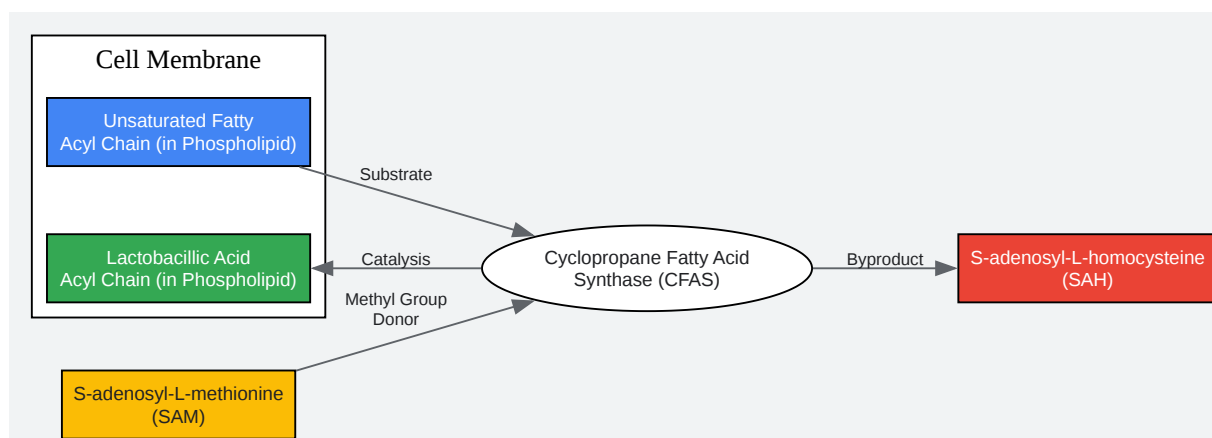 Cell Membrane
Unsaturated Fatty
Acyl Chain (in Phospholipid)
Substrate
Lactobacillic Acid
Acyl Chain (in Phospholipid)
Catalysis
Cyclopropane Fatty Acid
Synthase (CFAS)
Byproduct
S-adenosyl-L-homocysteine
(SAH)
Methyl Group
Donor
S-adenosyl-L-methionine
(SAM)